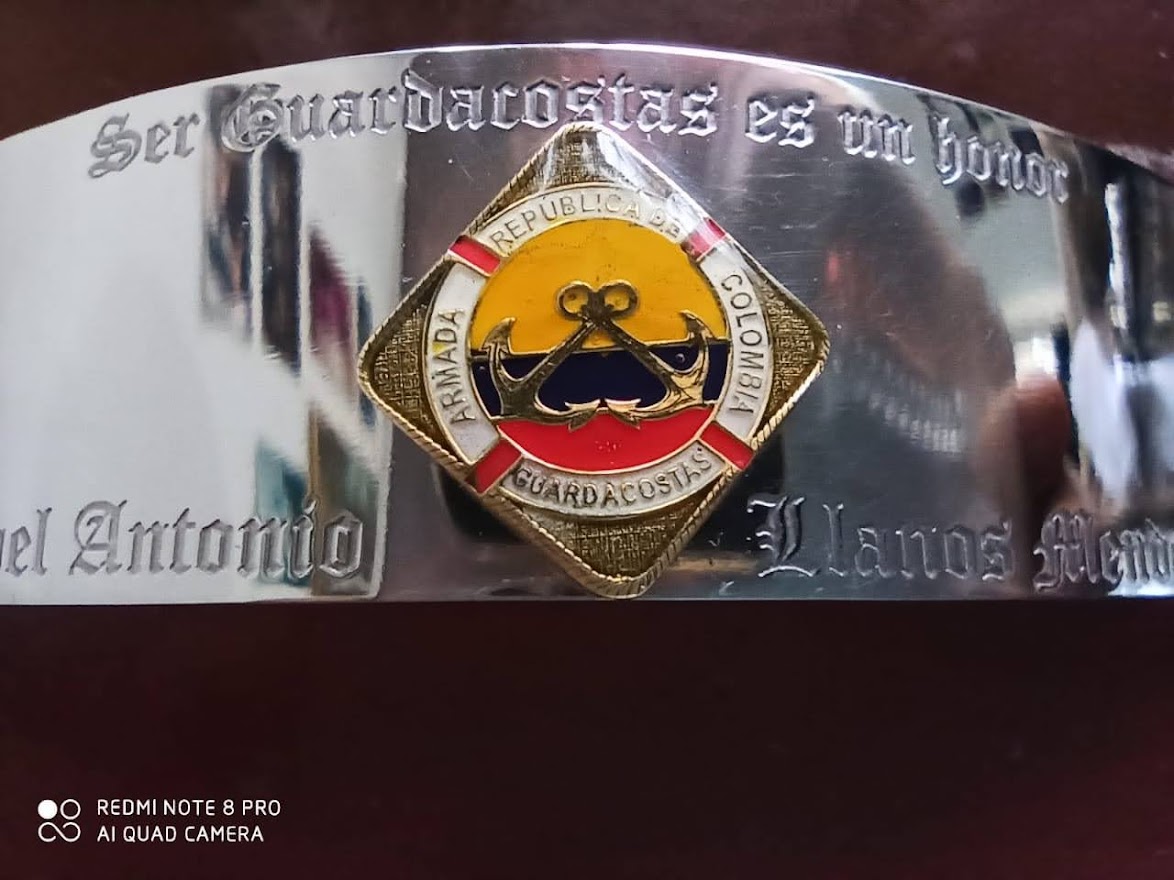 Ser Guardacostas es un honor
REPÚBLICA DE
COLOMBIA
ARMADA
GUARDACOSTAS
Antonio
Llanos
REDMI NOTE 8 PRO
AI QUAD CAMERA